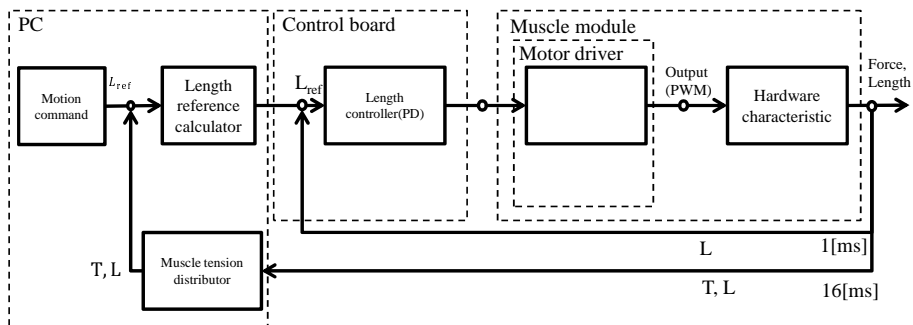 PC
Control board
Muscle module
Motor driver
Motion
command
L_ref
Length
reference
calculator
L_ref
Length
controller(PD)
Output
(PWM)
Hardware
characteristic
Force,
Length
L
1[ms]
T, L
Muscle tension
distributor
T, L
16[ms]